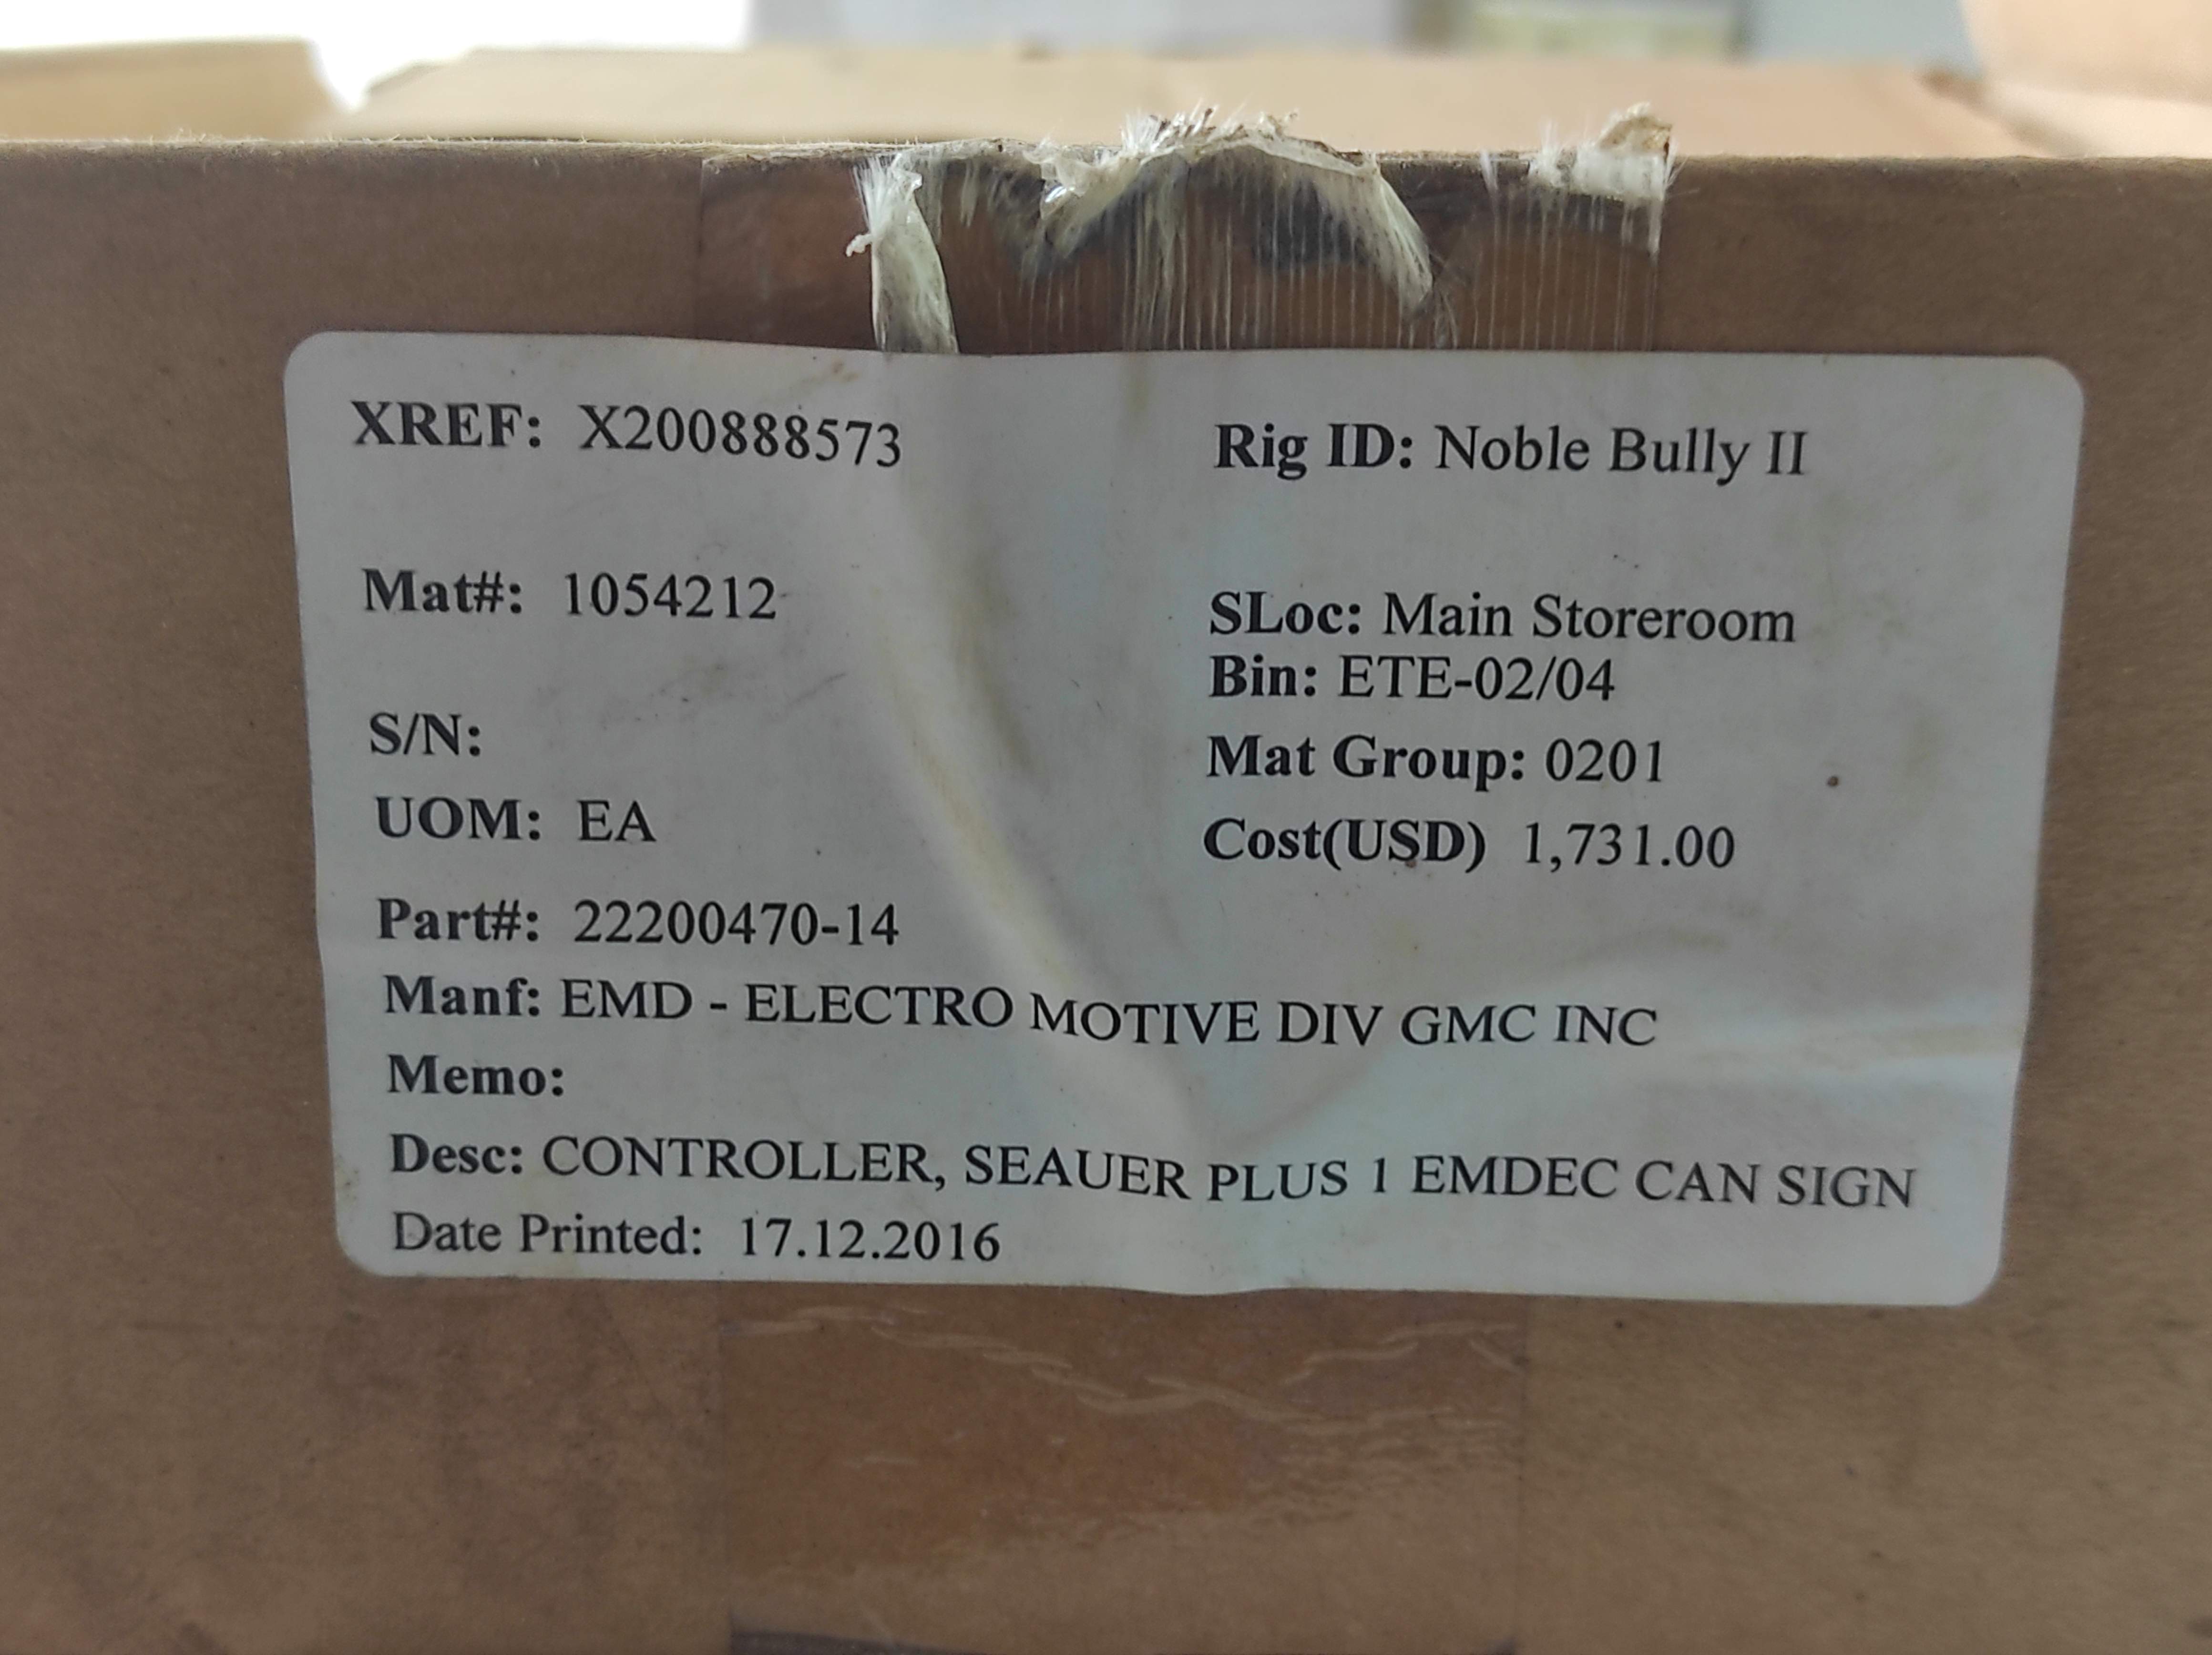 XREF: X200888573
Rig ID: Noble Bully II
Mat#: 1054212
SLoc: Main Storeroom
Bin: ETE-02/04
S/N:
Mat Group: 0201
UOM: EA
Cost(USD) 1,731.00
Part#: 22200470-14
Manf: EMD - ELECTRO MOTIVE DIV GMC INC
Memo:
Desc: CONTROLLER, SEAUER PLUS 1 EMDEC CAN SIGN
Date Printed: 17.12.2016